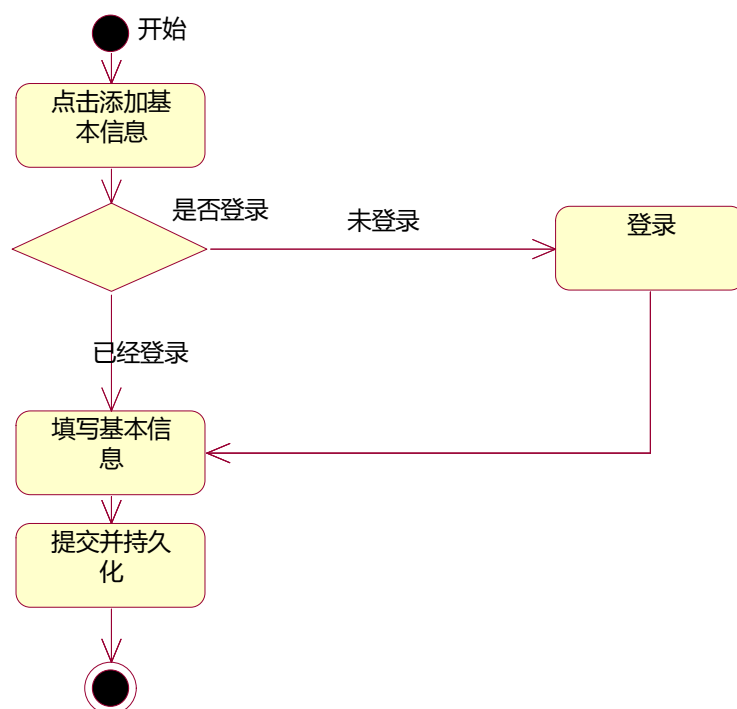 开始
点击添加基
本信息
是否登录
未登录
登录
已经登录
填写基本信
息
提交并持久
化